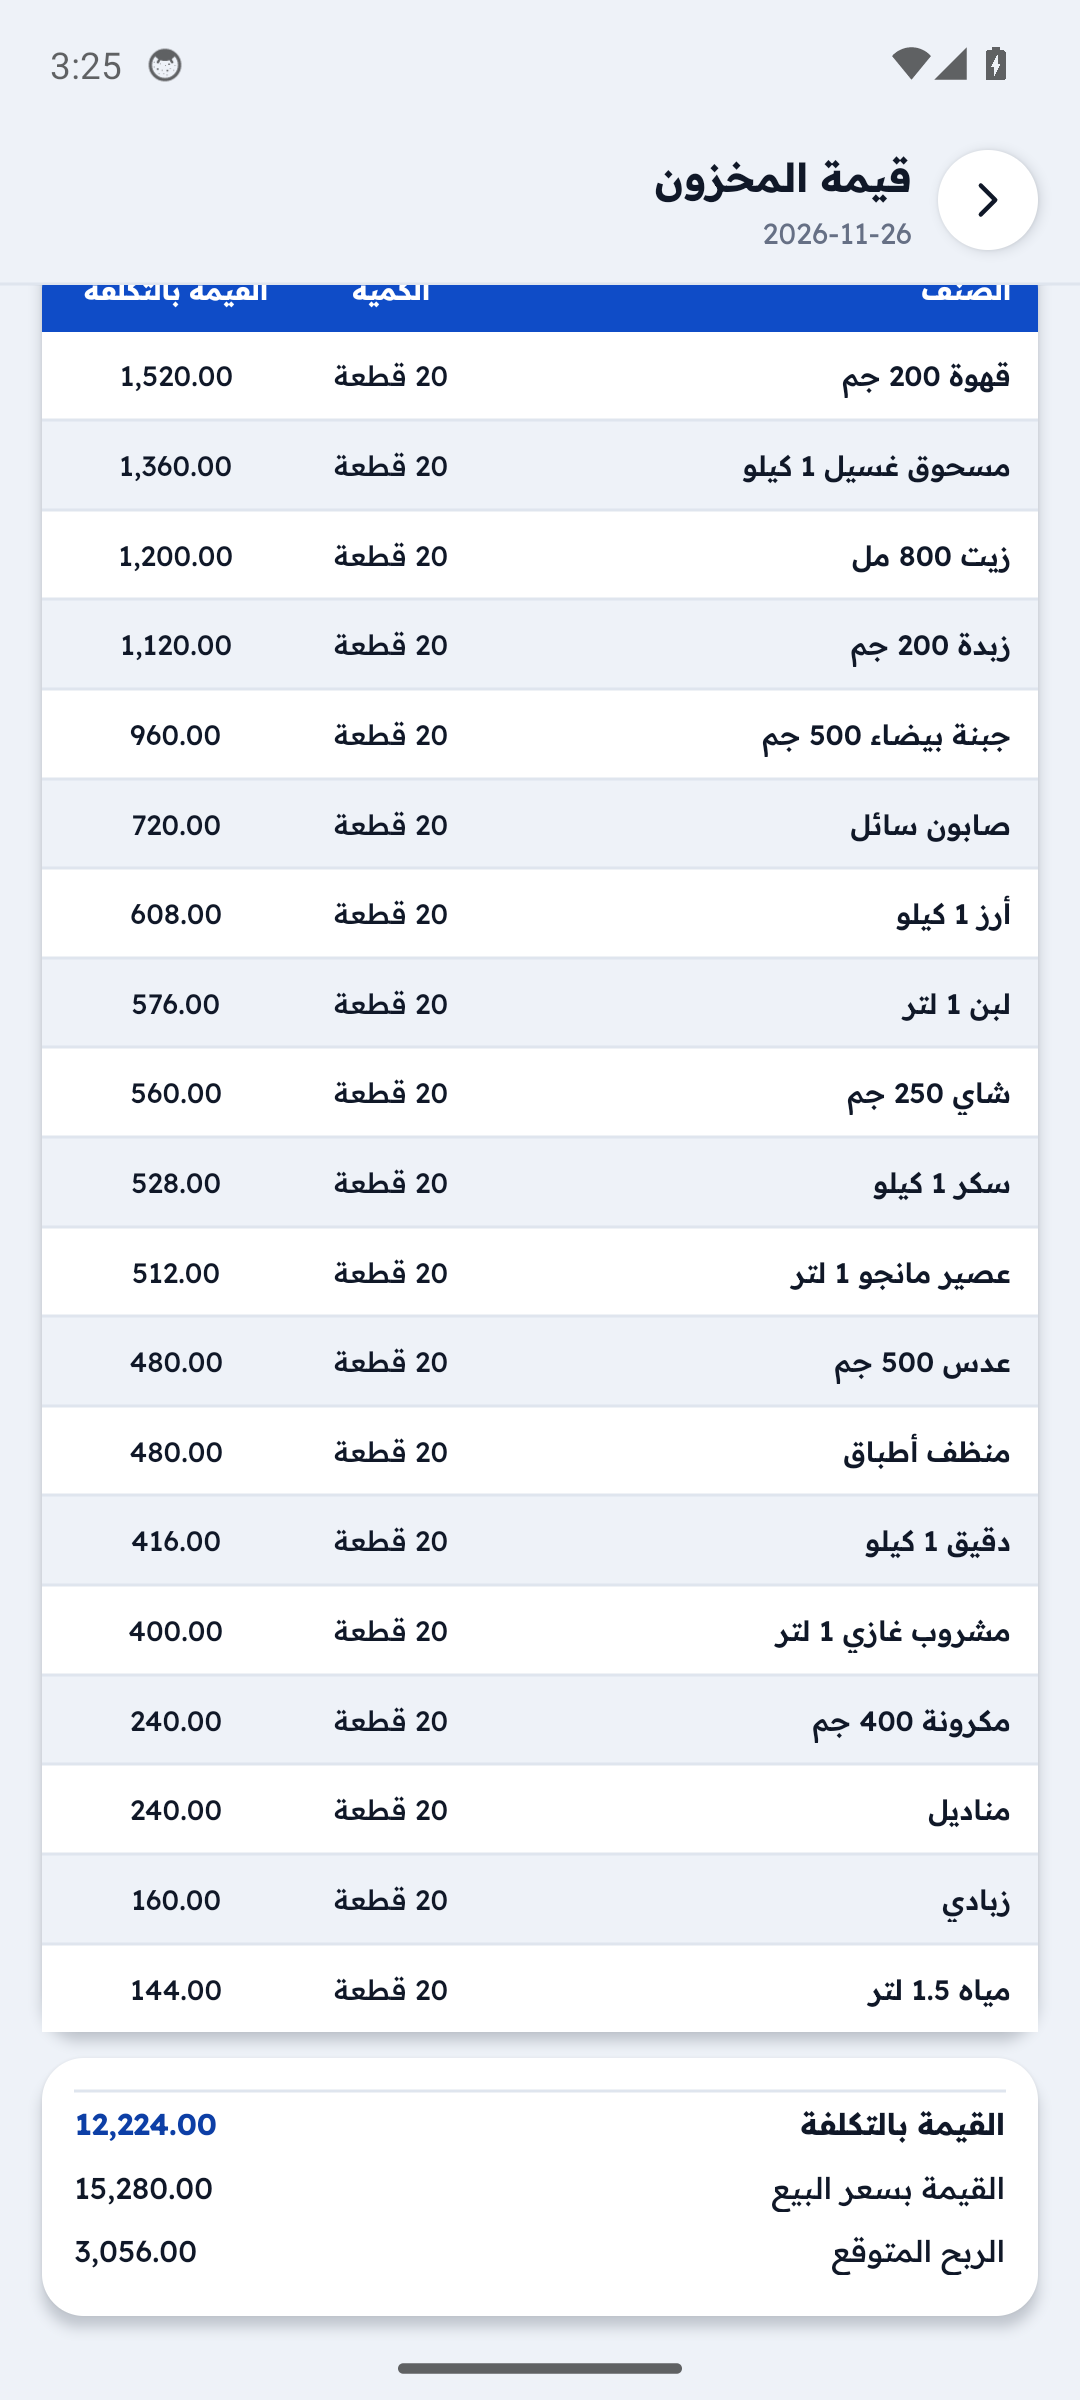 3:25
قيمة المخزون
2026-11-26
الصنف الكمية القيمة بالتكلفة
قهوة 200 جم 20 قطعة 1,520.00
مسحوق غسيل 1 كيلو 20 قطعة 1,360.00
زيت 800 مل 20 قطعة 1,200.00
زبدة 200 جم 20 قطعة 1,120.00
جبنة بيضاء 500 جم 20 قطعة 960.00
صابون سائل 20 قطعة 720.00
أرز 1 كيلو 20 قطعة 608.00
لبن 1 لتر 20 قطعة 576.00
شاي 250 جم 20 قطعة 560.00
سكر 1 كيلو 20 قطعة 528.00
عصير مانجو 1 لتر 20 قطعة 512.00
عدس 500 جم 20 قطعة 480.00
منظف أطباق 20 قطعة 480.00
دقيق 1 كيلو 20 قطعة 416.00
مشروب غازي 1 لتر 20 قطعة 400.00
مكرونة 400 جم 20 قطعة 240.00
مناديل 20 قطعة 240.00
زبادي 20 قطعة 160.00
مياه 1.5 لتر 20 قطعة 144.00
القيمة بالتكلفة 12,224.00
القيمة بسعر البيع 15,280.00
الربح المتوقع 3,056.00